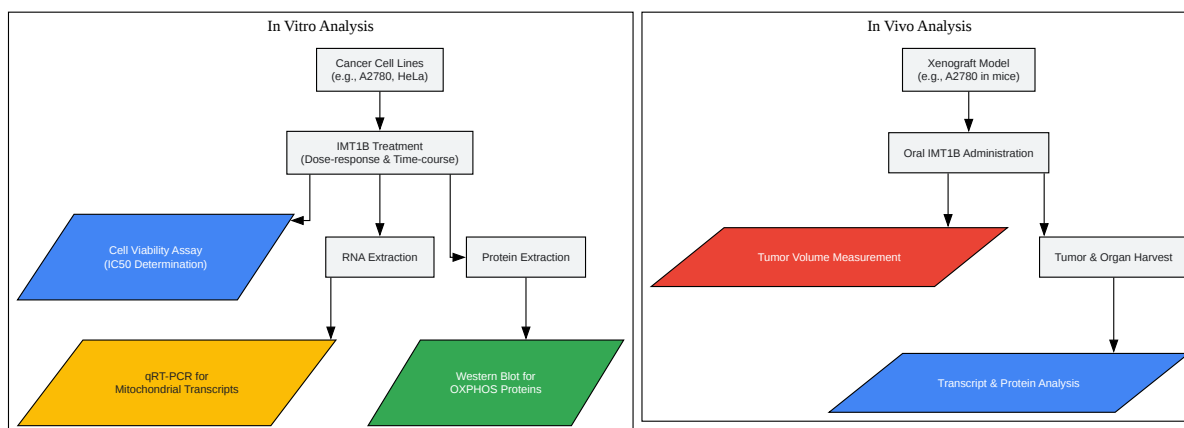 In Vitro Analysis
Cancer Cell Lines
(e.g., A2780, HeLa)
IMT1B Treatment
(Dose-response & Time-course)
Cell Viability Assay
(IC50 Determination)
RNA Extraction
Protein Extraction
qRT-PCR for
Mitochondrial Transcripts
Western Blot for
OXPHOS Proteins
In Vivo Analysis
Xenograft Model
(e.g., A2780 in mice)
Oral IMT1B Administration
Tumor Volume Measurement
Tumor & Organ Harvest
Transcript & Protein Analysis